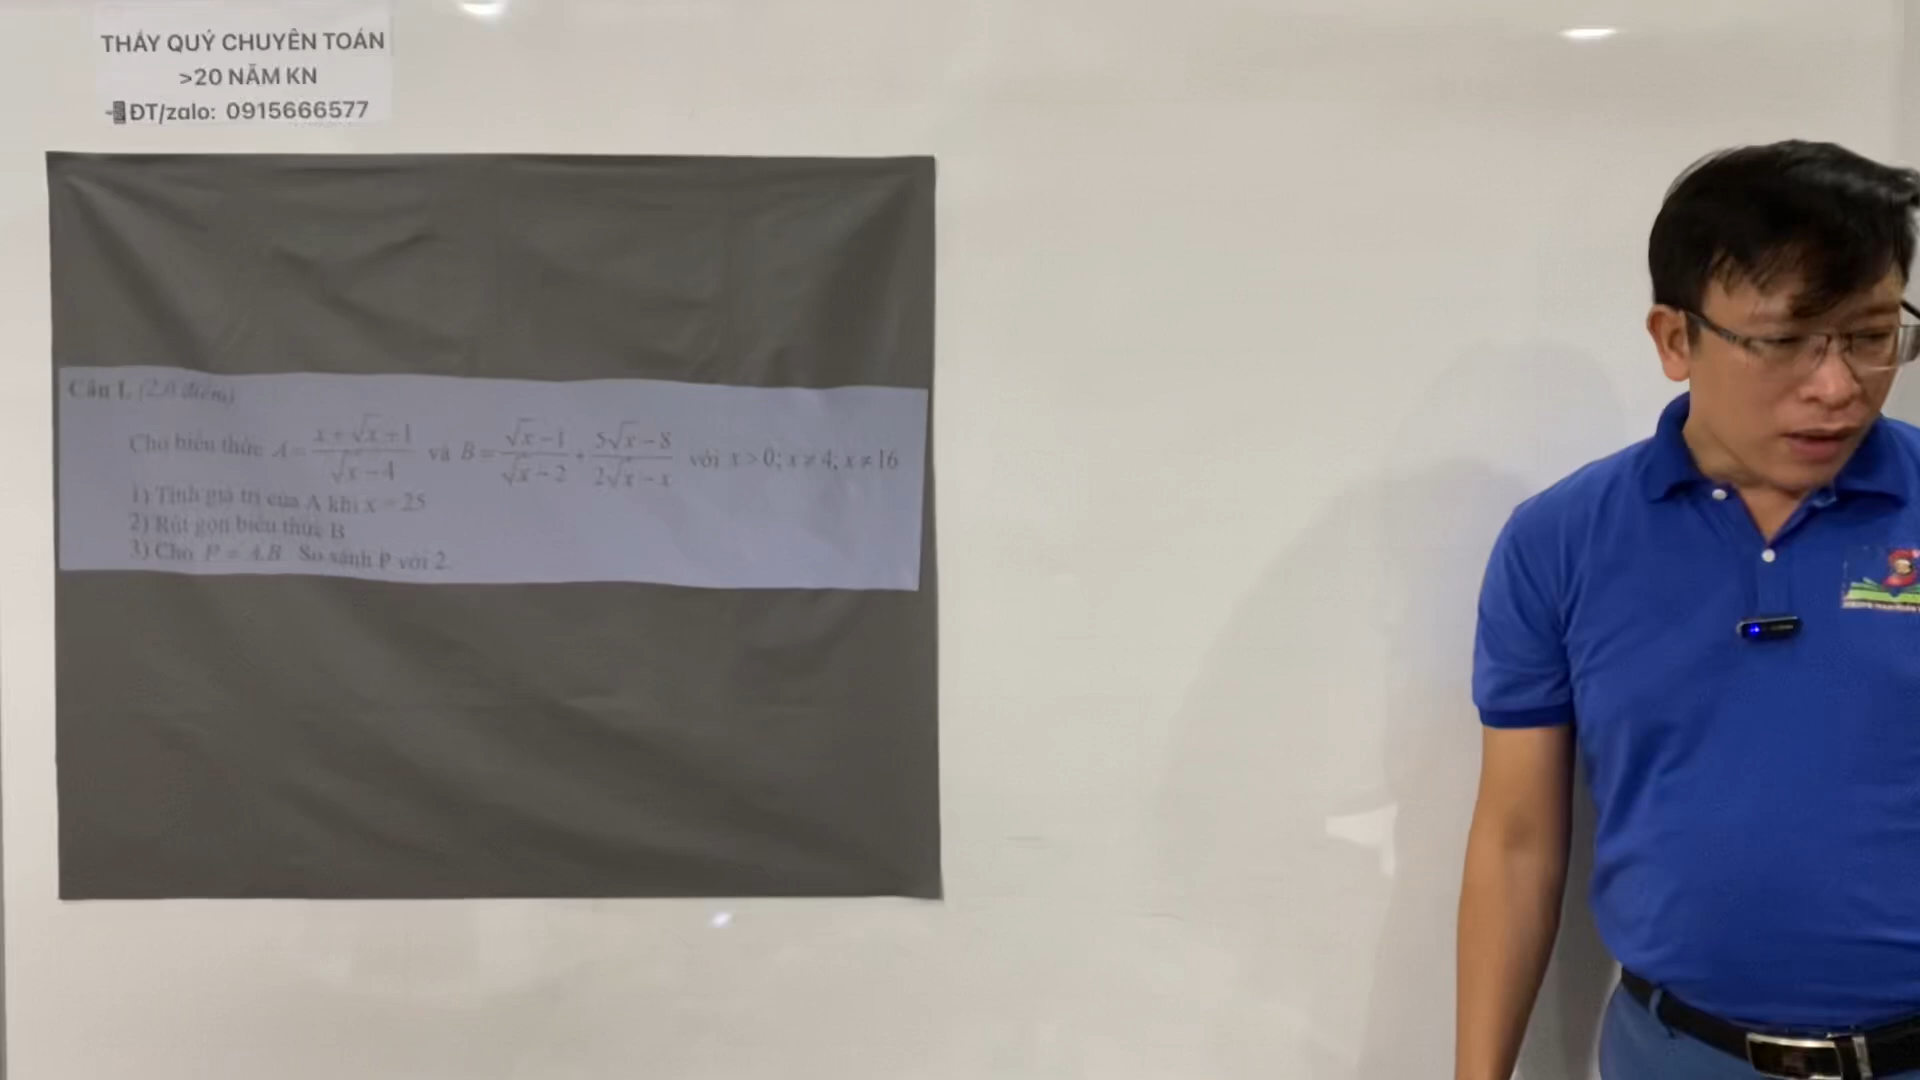 THẦY QUÝ CHUYÊN TOÁN
>20 NĂM KN
ĐT/zalo: 0915666577
Câu 1. (2,0 điểm)
Cho biểu thức A = (x+√x+1)/(√x−4) và B = (√x−1)/(√x−2) + (5√x−8)/(2√x−x) với x > 0; x ≠ 4; x ≠ 16
1) Tính giá trị của A khi x = 25
2) Rút gọn biểu thức B
3) Cho P = A.B So sánh P với 2.